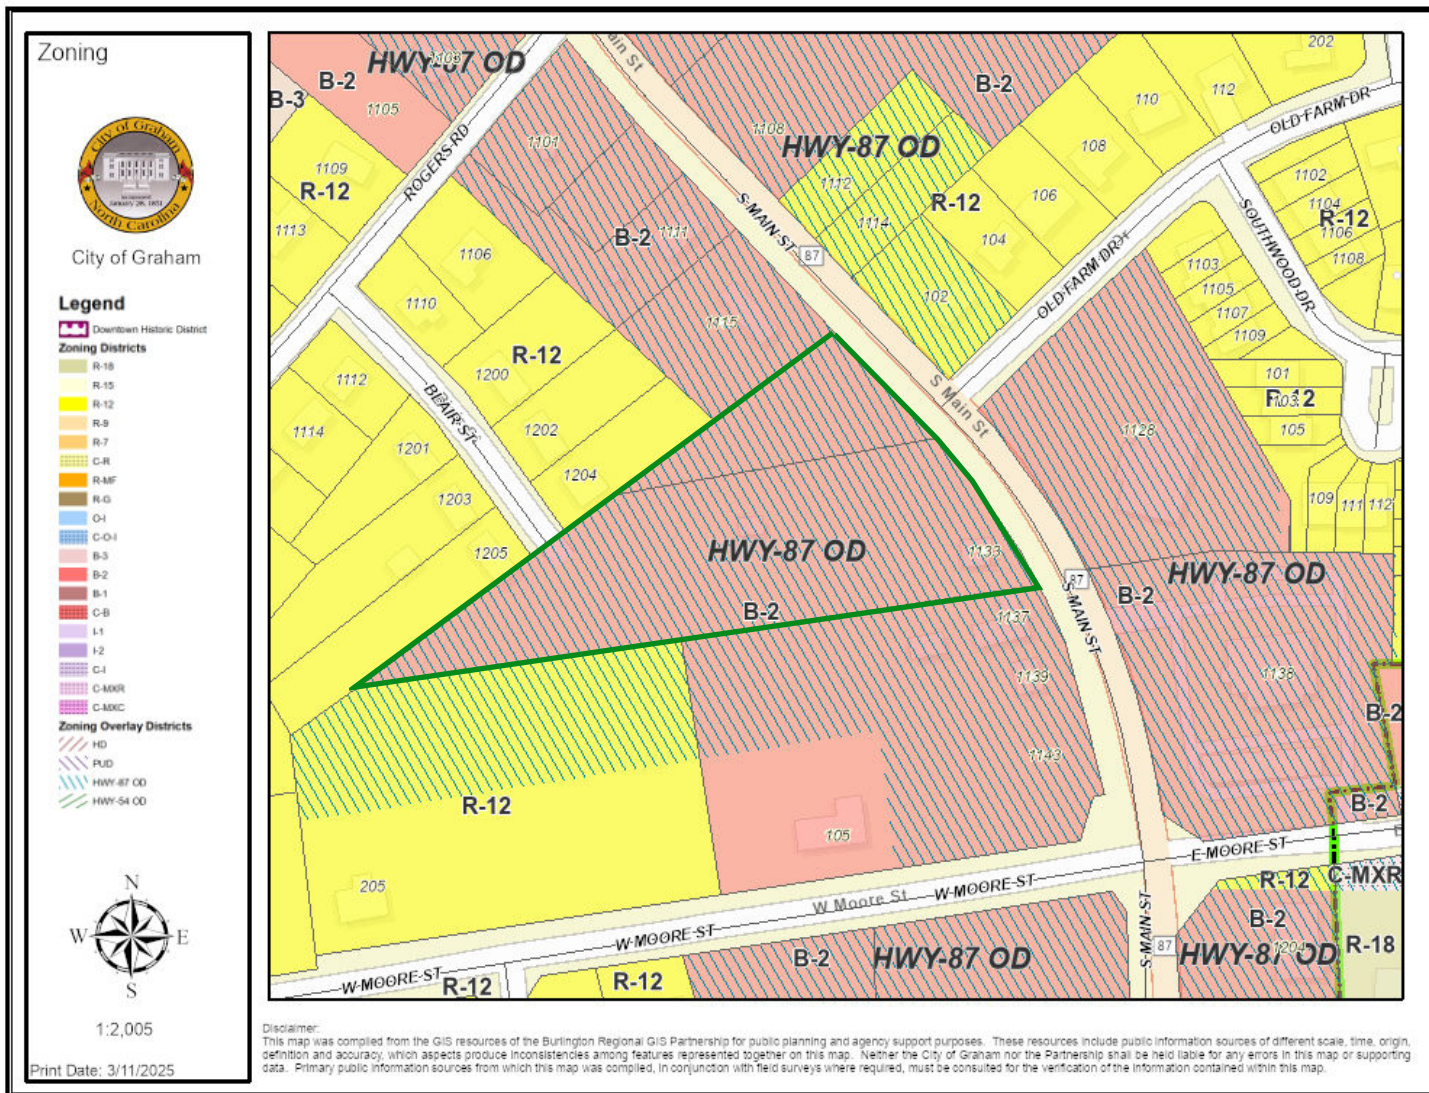 Zoning
City of Graham
North Carolina
Incorporated
January 28, 1851
City of Graham
Legend
Downtown Historic District
Zoning Districts
R-18
R-15
R-12
R-9
R-7
C-R
R-MF
R-G
O-I
C-O-I
B-3
B-2
B-1
C-B
I-1
I-2
C-I
C-MXR
C-MXC
Zoning Overlay Districts
HD
PUD
HWY-87 OD
HWY-54 OD
N
W E
S
1:2,005
Print Date: 3/11/2025
HWY-87 OD
1103
B-2
1105
B-3
1109
R-12
1113
ROGERS RD
1101
1106
1110
B-2
1111
1115
R-12
1200
1202
1204
BLAIR ST
1112
1114
1201
1203
1205
Main St
1108
B-2
HWY-87 OD
1112
1114
R-12
S MAIN ST
87
102
104
106
108
110
112
202
OLD FARM DR
OLD FARM DR
SOUTHWOOD DR
1102
1104
R-12
1106
1108
1103
1105
1107
1109
101
R-12
103
105
109
111
112
S Main St
1128
HWY-87 OD
1133
B-2
87
HWY-87 OD
B-2
S MAIN ST
1137
1139
1143
1138
B-2
B-2
R-12
105
205
E MOORE ST
W Moore St
W MOORE ST
W MOORE ST
W MOORE ST
R-12
C-MXR
B-2
HWY-87 OD
1204
R-18
S MAIN ST
87
B-2
HWY-87 OD
R-12
R-12
Disclaimer:
This map was compiled from the GIS resources of the Burlington Regional GIS Partnership for public planning and agency support purposes. These resources include public information sources of different scale, time, origin,
definition and accuracy, which aspects produce inconsistencies among features represented together on this map. Neither the City of Graham nor the Partnership shall be held liable for any errors in this map or supporting
data. Primary public information sources from which this map was compiled, in conjunction with field surveys where required, must be consulted for the verification of the information contained within this map.